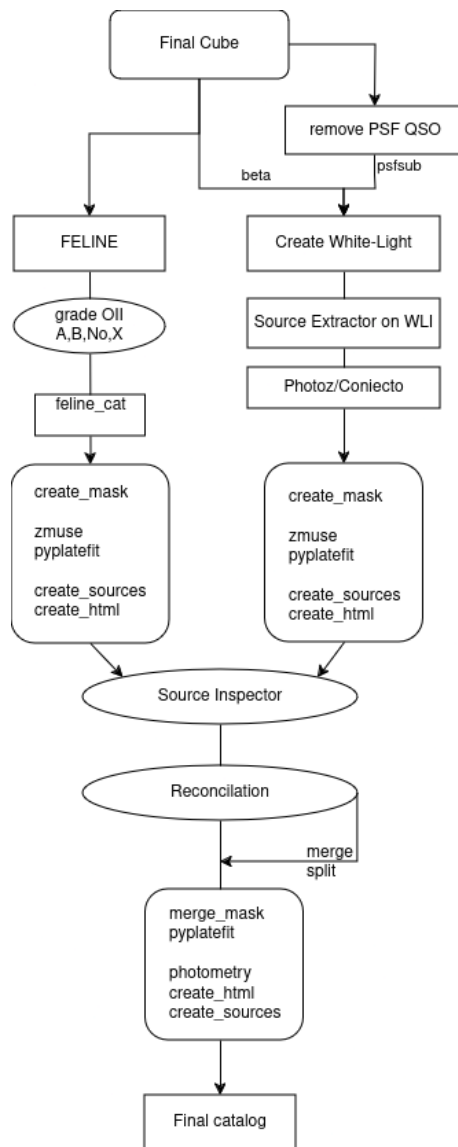 Final Cube
remove PSF QSO
psfsub
beta
FELINE
Create White-Light
grade OII
A,B,No,X
Source Extractor on WLI
Photoz/Coniecto
feline_cat
create_mask
zmuse
pyplatefit
create_sources
create_html
create_mask
zmuse
pyplatefit
create_sources
create_html
Source Inspector
Reconcilation
merge
split
merge_mask
pyplatefit
photometry
create_html
create_sources
Final catalog